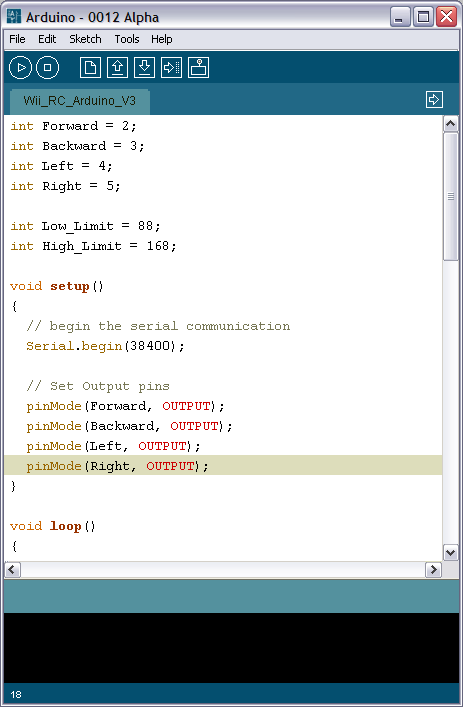 Arduino - 0012 Alpha
File Edit Sketch Tools Help
Wii_RC_Arduino_V3
int Forward = 2;
int Backward = 3;
int Left = 4;
int Right = 5;
int Low_Limit = 88;
int High_Limit = 168;
void setup()
{
// begin the serial communication
Serial.begin(38400);
// Set Output pins
pinMode(Forward, OUTPUT);
pinMode(Backward, OUTPUT);
pinMode(Left, OUTPUT);
pinMode(Right, OUTPUT);
}
void loop()
{
18